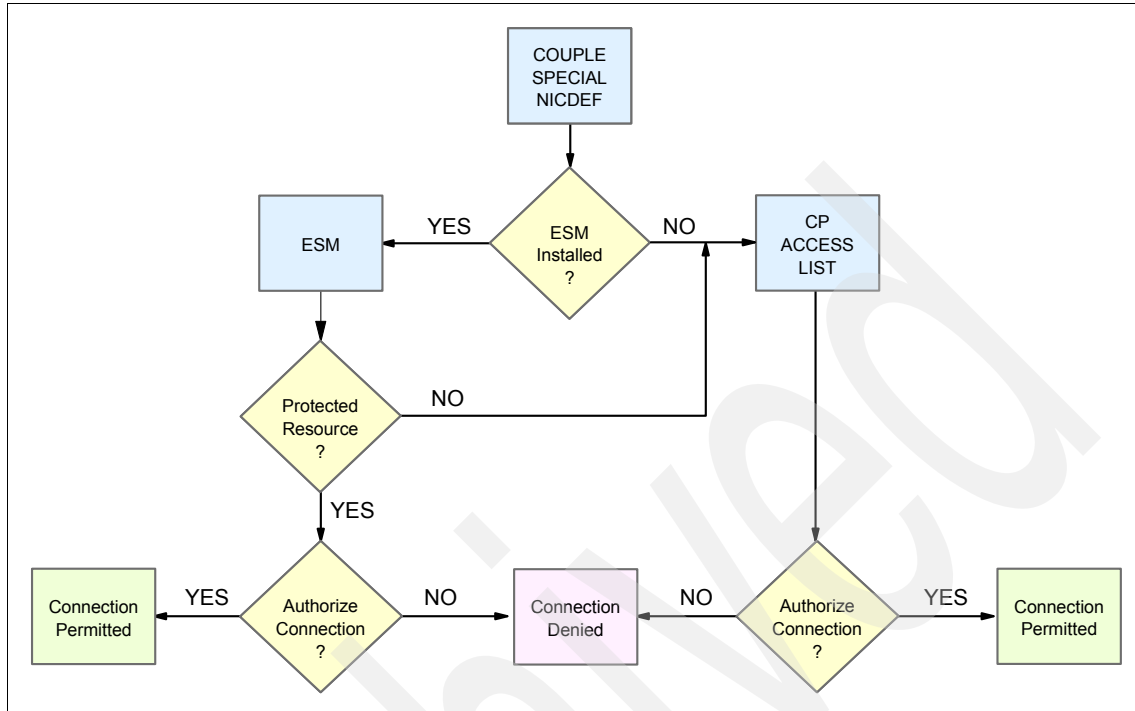 COUPLE
SPECIAL
NICDEF
ESM
YES
ESM
Installed
?
NO
CP
ACCESS
LIST
Protected
Resource
?
NO
YES
Connection
Permitted
YES
Authorize
Connection
?
NO
Connection
Denied
NO
Authorize
Connection
?
YES
Connection
Permitted
hived